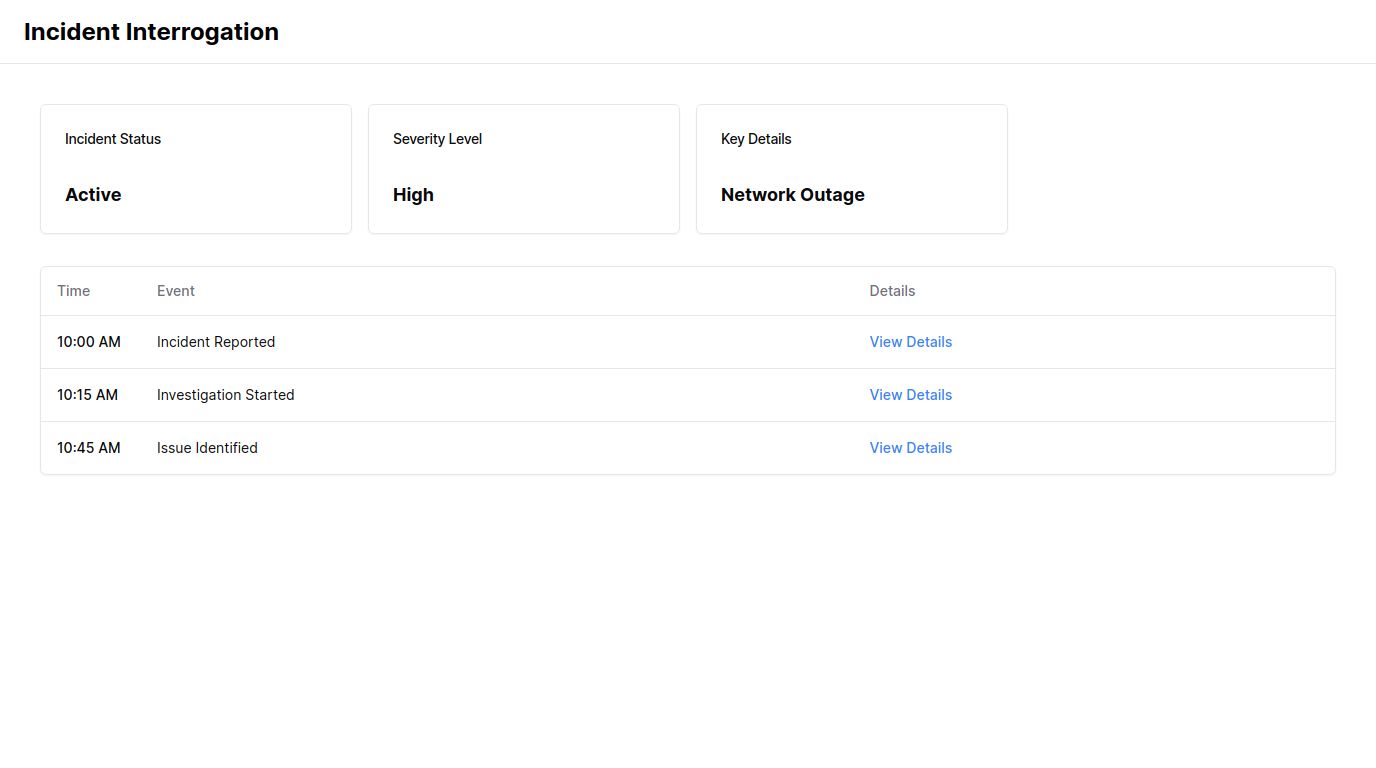 Incident Interrogation
Incident Status
Severity Level
Key Details
Active
High
Network Outage
Time Event Details
10:00 AM Incident Reported View Details
10:15 AM Investigation Started View Details
10:45 AM Issue Identified View Details